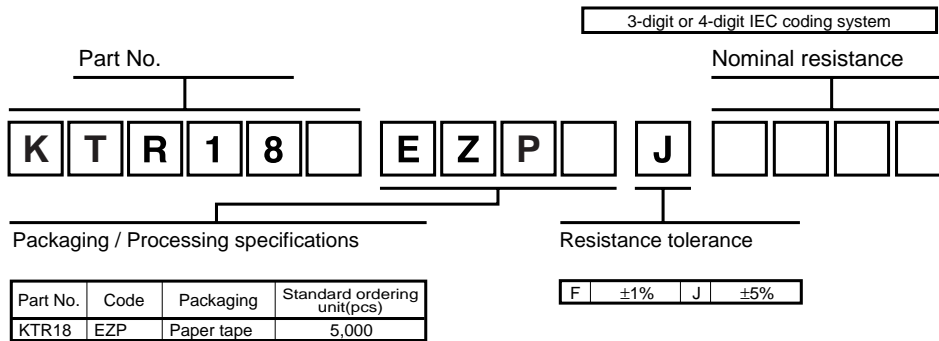 3-digit or 4-digit IEC coding system
Part No.
Nominal resistance
K T R 1 8 E Z P J
Packaging / Processing specifications
Resistance tolerance
Part No. Code Packaging Standard ordering unit(pcs)
KTR18 EZP Paper tape 5,000
F ±1% J ±5%